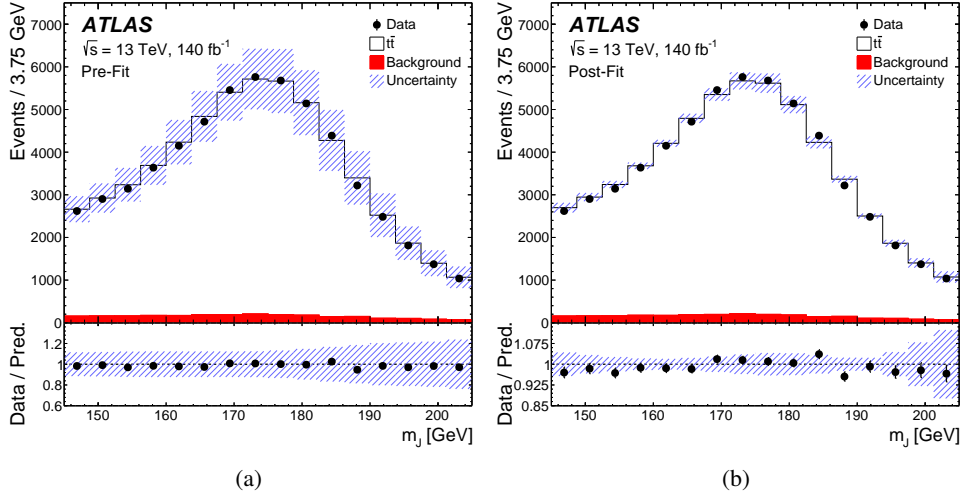 ATLAS
√s = 13 TeV, 140 fb⁻¹
Pre-Fit
Data
tt̄
Background
Uncertainty
Events / 3.75 GeV
7000
6000
5000
4000
3000
2000
1000
0
Data / Pred.
1.2
1
0.8
0.6
150 160 170 180 190 200
m_J [GeV]
(a)
ATLAS
√s = 13 TeV, 140 fb⁻¹
Post-Fit
Data
tt̄
Background
Uncertainty
Events / 3.75 GeV
7000
6000
5000
4000
3000
2000
1000
0
Data / Pred.
1.075
1
0.925
0.85
150 160 170 180 190 200
m_J [GeV]
(b)